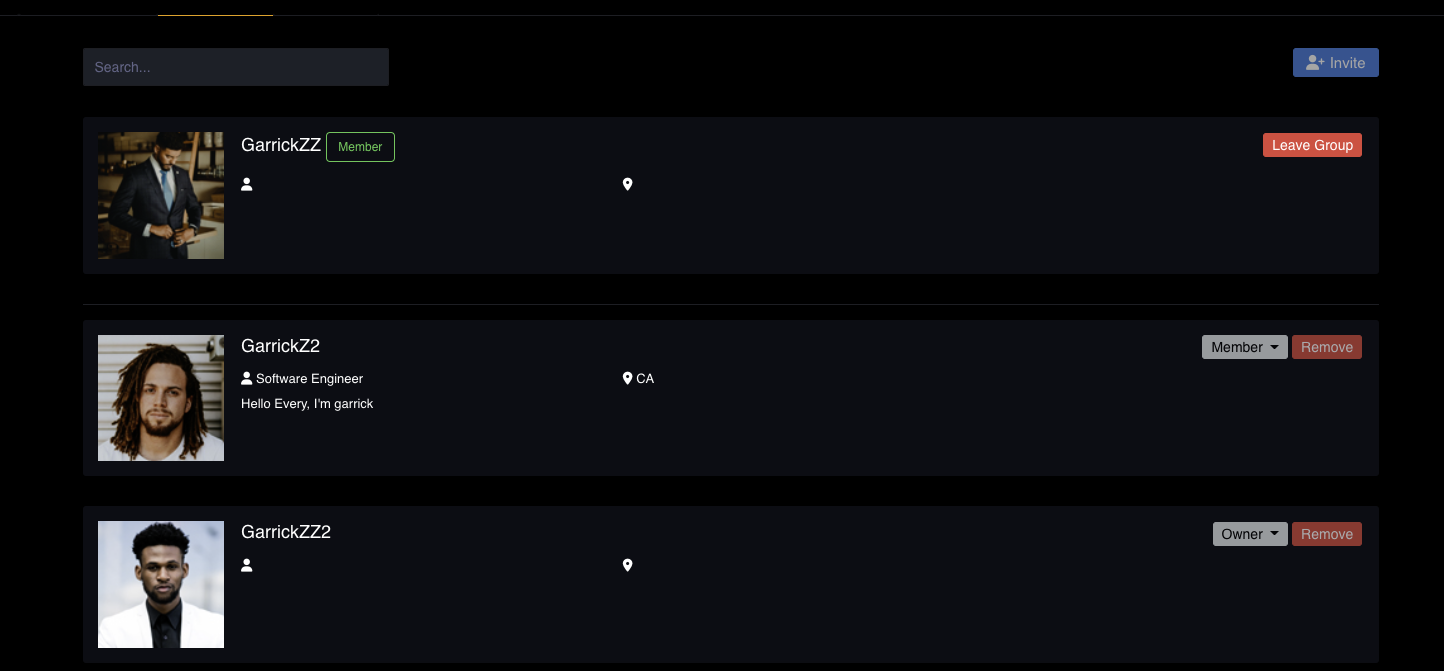 Search...
Invite
GarrickZZ Member
Leave Group
GarrickZ2
Member Remove
Software Engineer
CA
Hello Every, I'm garrick
GarrickZZ2
Owner Remove